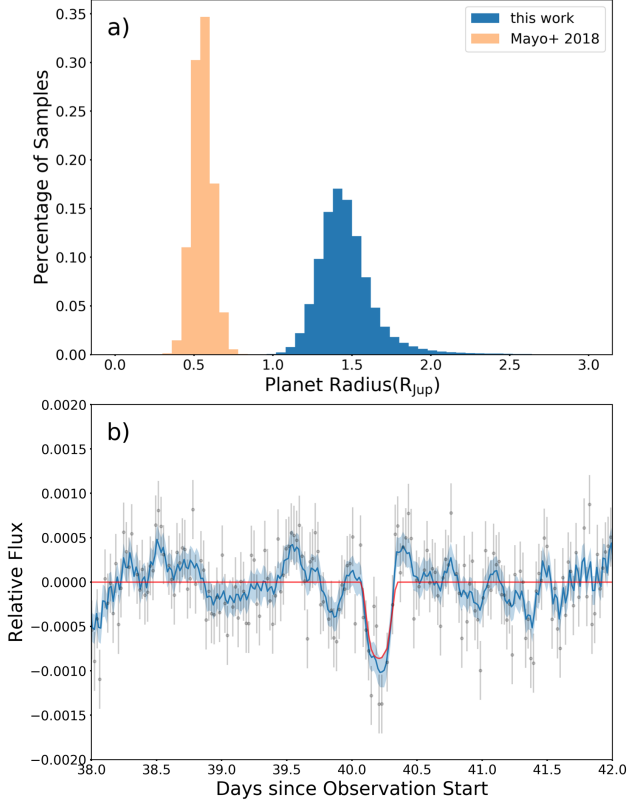 a)
this work
Mayo+ 2018
Percentage of Samples
0.35
0.30
0.25
0.20
0.15
0.10
0.05
0.00
0.0 0.5 1.0 1.5 2.0 2.5 3.0
Planet Radius(R_Jup)
b)
Relative Flux
0.0020
0.0015
0.0010
0.0005
0.0000
−0.0005
−0.0010
−0.0015
−0.0020
38.0 38.5 39.0 39.5 40.0 40.5 41.0 41.5 42.0
Days since Observation Start